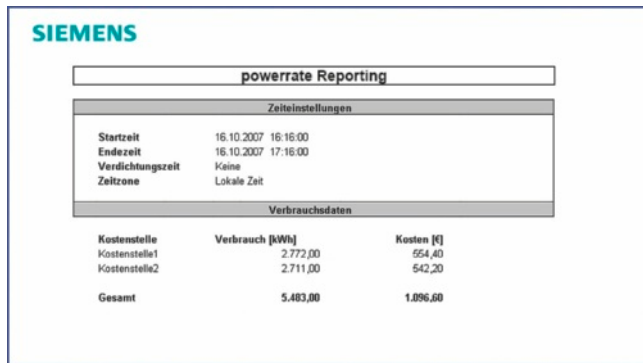 SIEMENS
powerrate Reporting
Zeiteinstellungen
Startzeit 16.10.2007 16:16:00
Endezeit 16.10.2007 17:16:00
Verdichtungszeit Keine
Zeitzone Lokale Zeit
Verbrauchsdaten
Kostenstelle Verbrauch [kWh] Kosten [€]
Kostenstelle1 2.772,00 554,40
Kostenstelle2 2.711,00 542,20
Gesamt 5.483,00 1.096,60